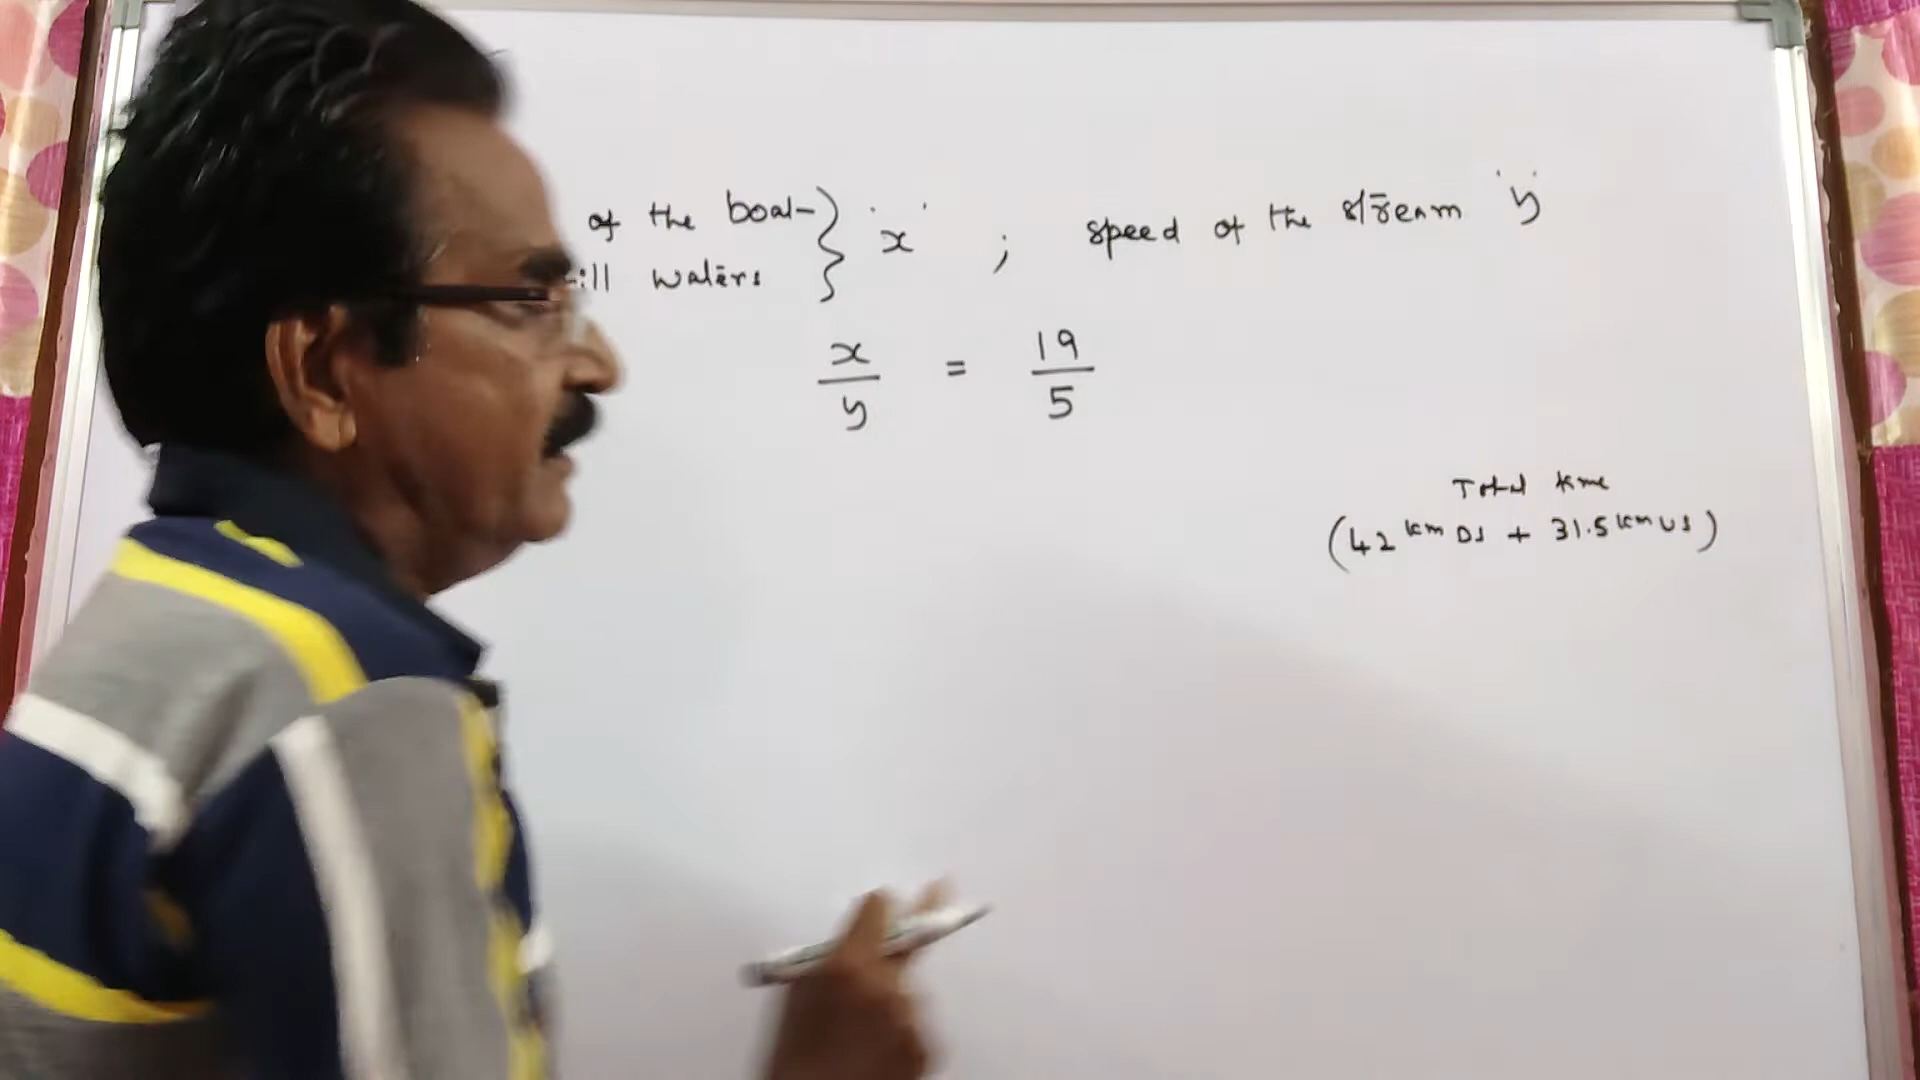 of the boat } 'x' ; speed of the stream 'y'
till waters
x/y = 19/5
Total time
(42 km DS + 31.5 km US)